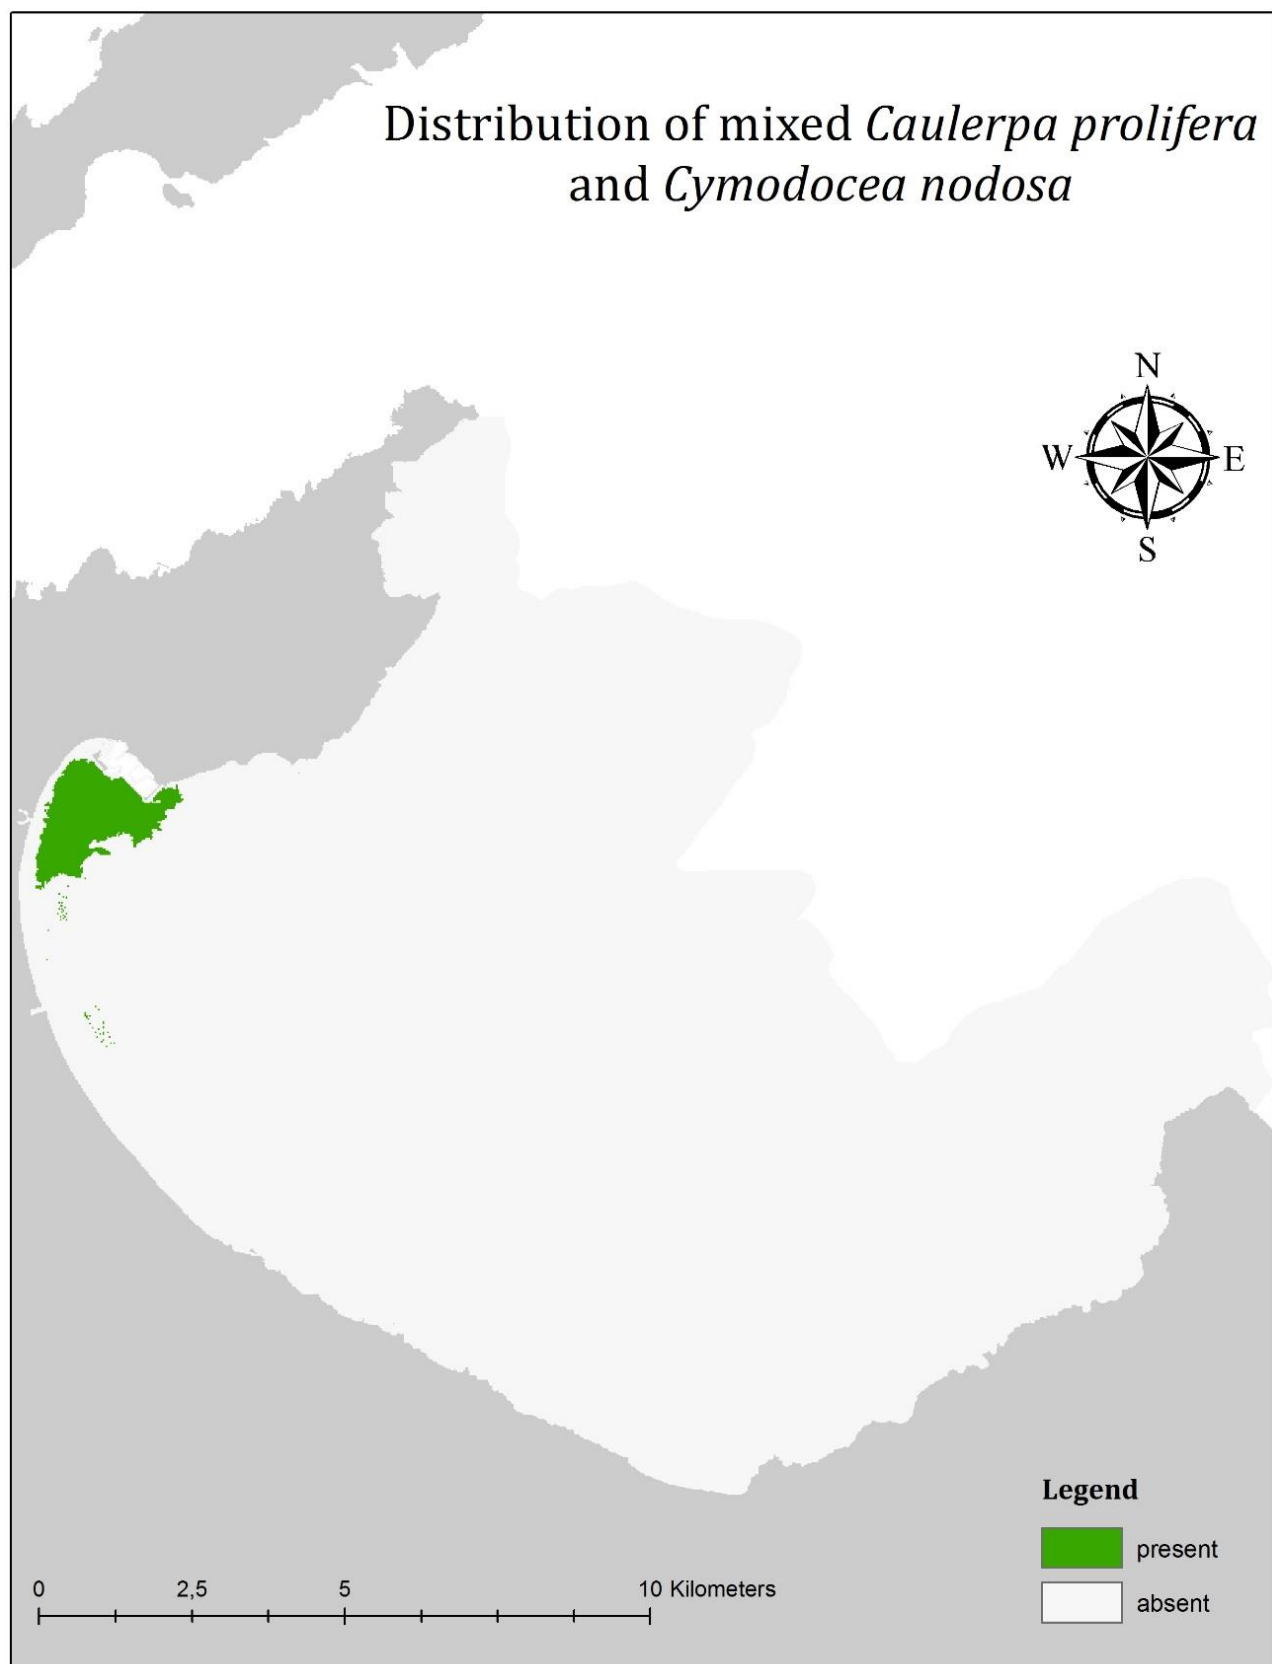 Distribution of mixed Caulerpa prolifera
and Cymodocea nodosa
N
W E
S
Legend
present
absent
0 2,5 5 10 Kilometers